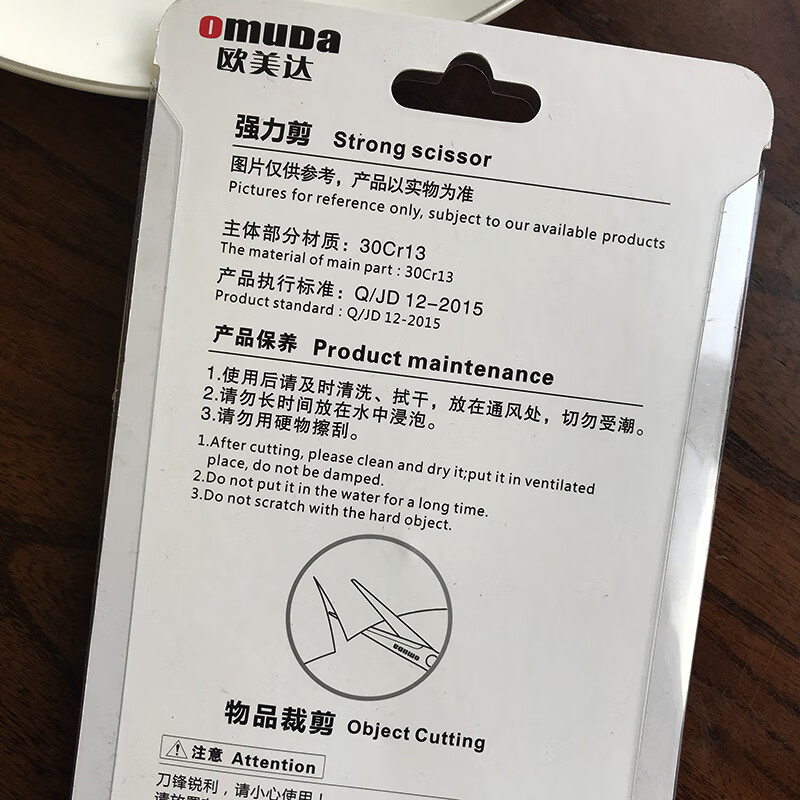 Omuda
欧美达
强力剪 Strong scissor
图片仅供参考，产品以实物为准
Pictures for reference only, subject to our available products
主体部分材质：30Cr13
The material of main part : 30Cr13
产品执行标准：Q/JD 12-2015
Product standard : Q/JD 12-2015
产品保养 Product maintenance
1.使用后请及时清洗、拭干，放在通风处，切勿受潮。
2.请勿长时间放在水中浸泡。
3.请勿用硬物擦刮。
1.After cutting, please clean and dry it;put it in ventilated
place, do not be damped.
2.Do not put it in the water for a long time.
3.Do not scratch with the hard object.
物品裁剪 Object Cutting
注意 Attention
刀锋锐利，请小心使用！